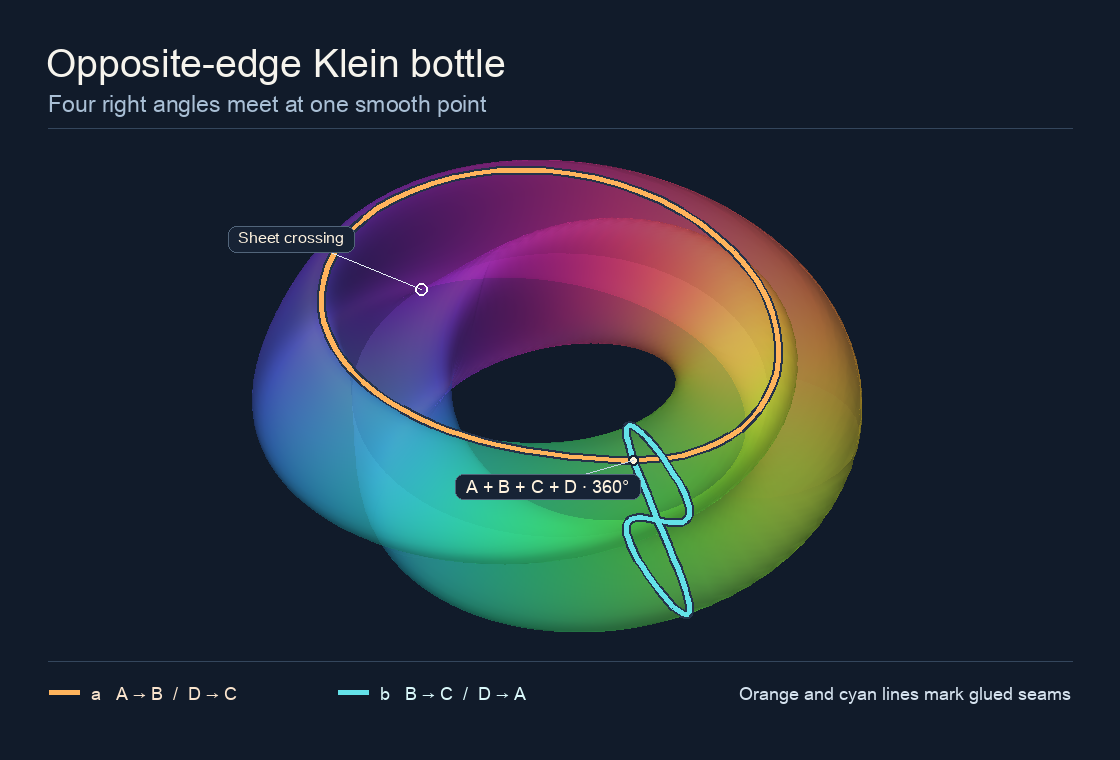 Opposite-edge Klein bottle
Four right angles meet at one smooth point
Sheet crossing
A + B + C + D · 360°
a A→B / D→C
b B→C / D→A
Orange and cyan lines mark glued seams